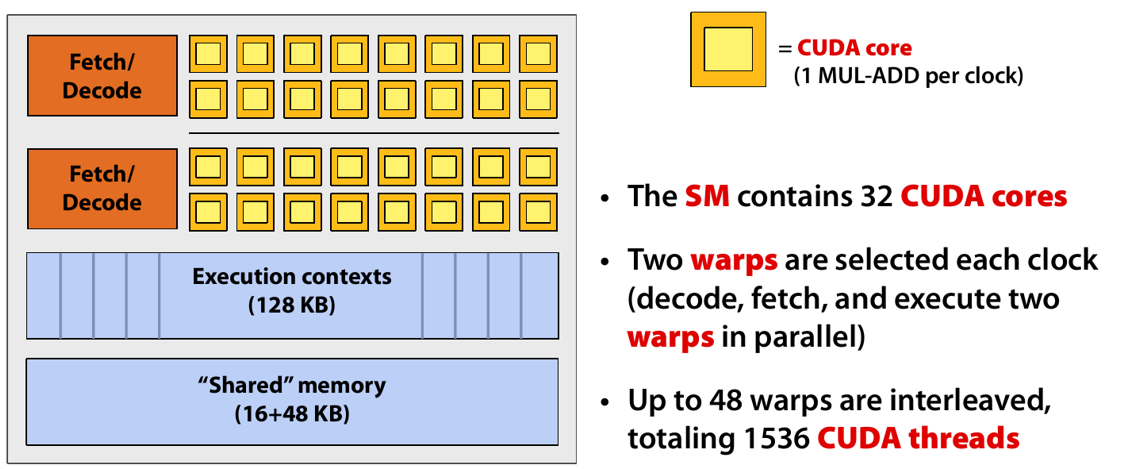 Fetch/
Decode
Fetch/
Decode
Execution contexts
(128 KB)
“Shared” memory
(16+48 KB)
= CUDA core
(1 MUL-ADD per clock)
• The SM contains 32 CUDA cores
• Two warps are selected each clock
(decode, fetch, and execute two
warps in parallel)
• Up to 48 warps are interleaved,
totaling 1536 CUDA threads